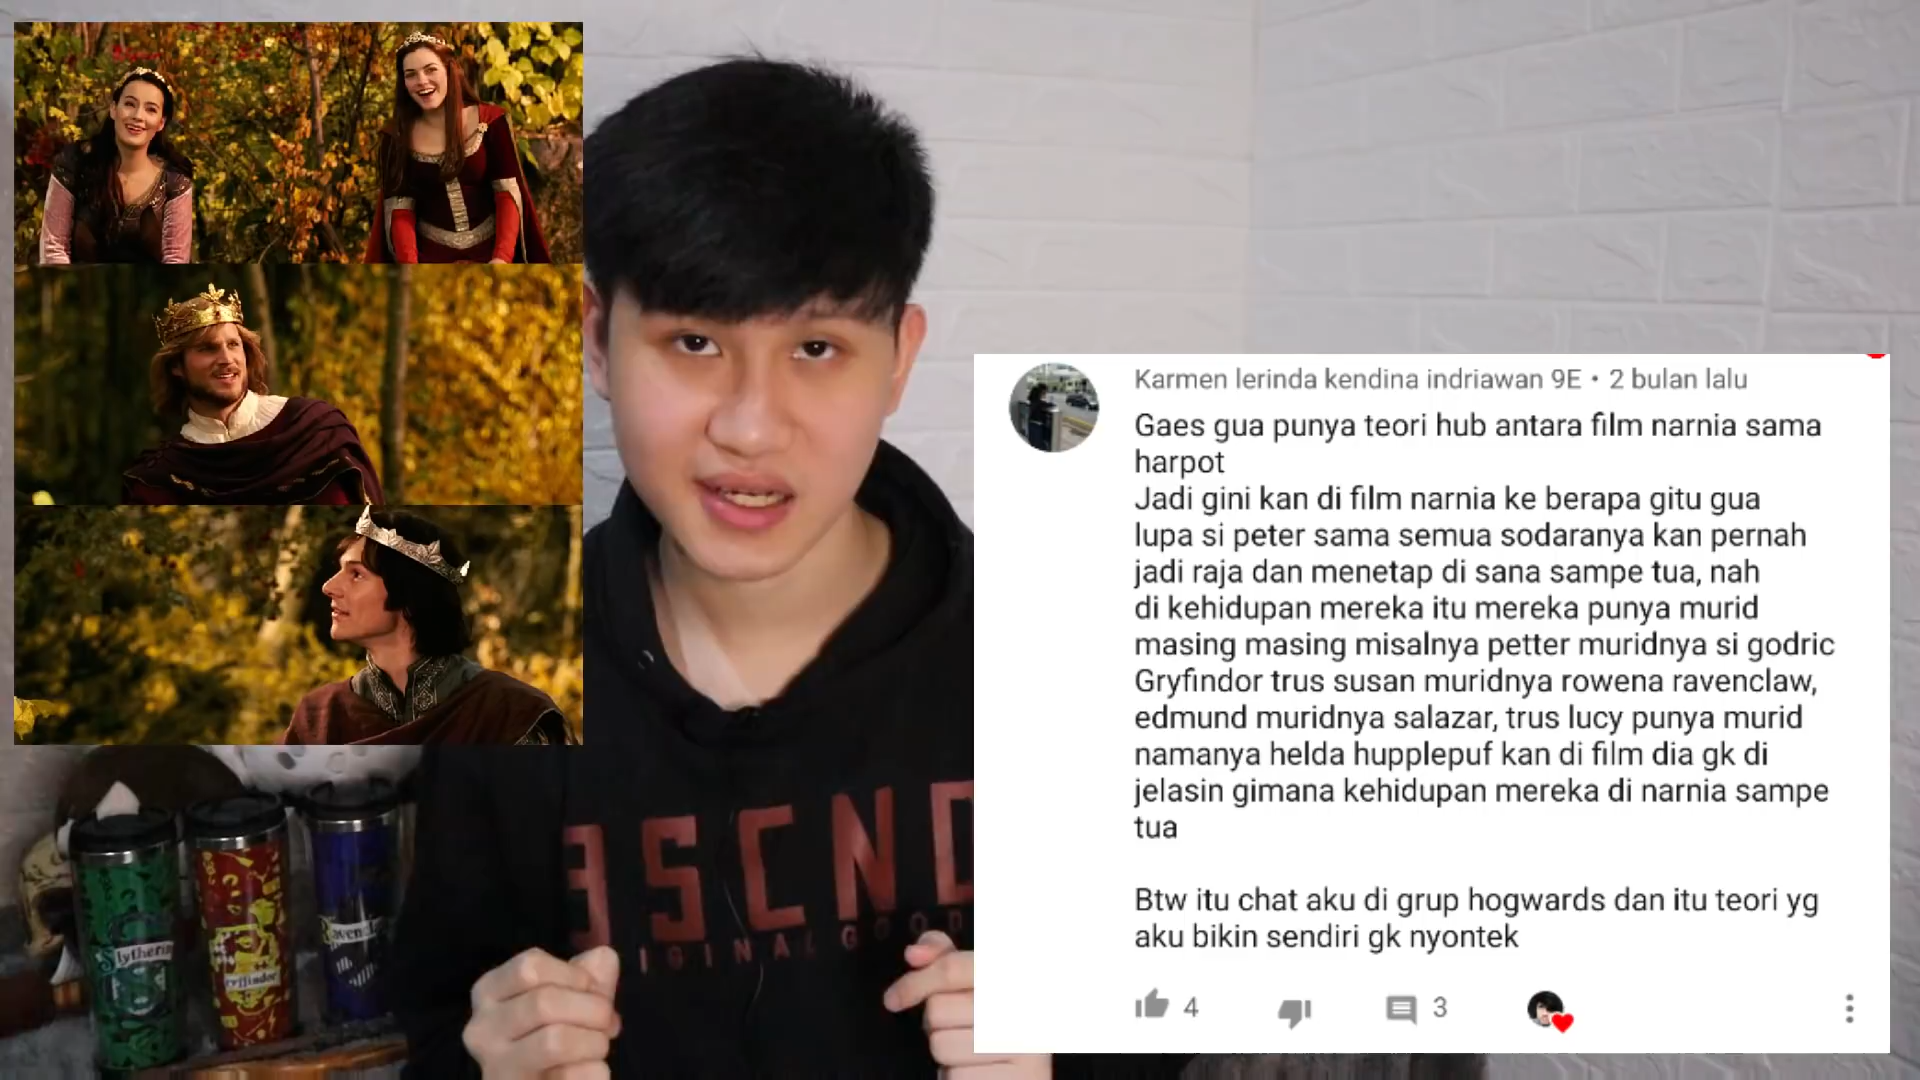 Karmen lerinda kendina indriawan 9E • 2 bulan lalu
Gaes gua punya teori hub antara film narnia sama
harpot
Jadi gini kan di film narnia ke berapa gitu gua
lupa si peter sama semua sodaranya kan pernah
jadi raja dan menetap di sana sampe tua, nah
di kehidupan mereka itu mereka punya murid
masing masing misalnya petter muridnya si godric
Gryfindor trus susan muridnya rowena ravenclaw,
edmund muridnya salazar, trus lucy punya murid
namanya helda hupplepuf kan di film dia gk di
jelasin gimana kehidupan mereka di narnia sampe
tua
Btw itu chat aku di grup hogwards dan itu teori yg
aku bikin sendiri gk nyontek
4
3
SCND
IGINAL GOOD
Slytherin
Gryffindor
Ravencla